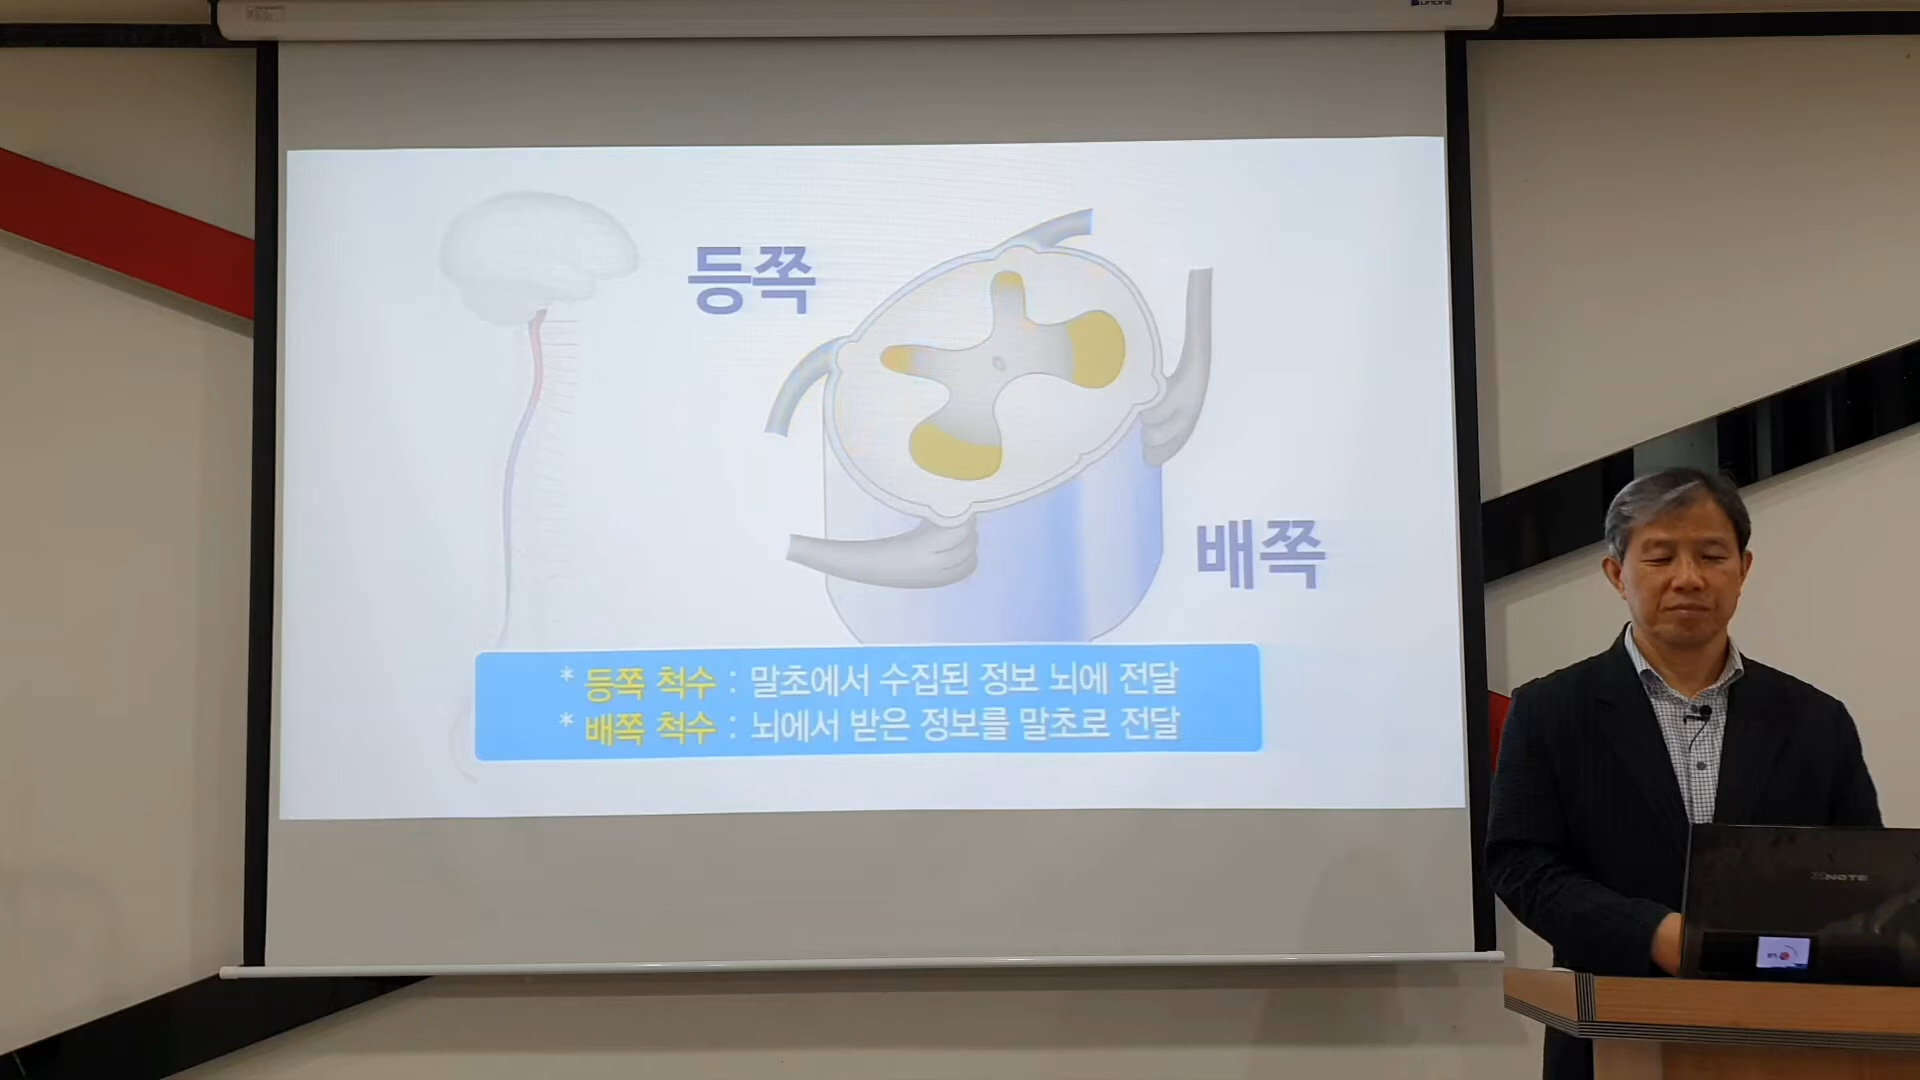 등쪽
배쪽
* 등쪽 척수 : 말초에서 수집된 정보 뇌에 전달
* 배쪽 척수 : 뇌에서 받은 정보를 말초로 전달